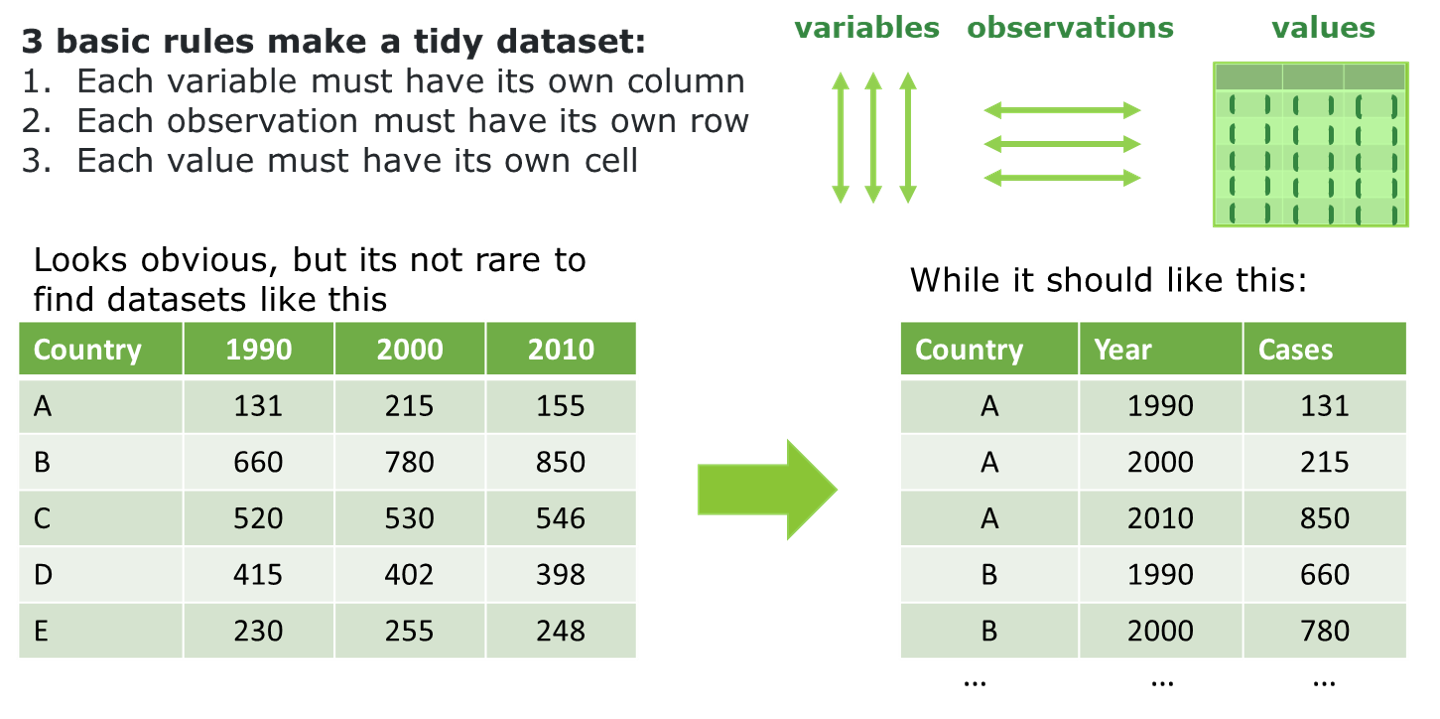 3 basic rules make a tidy dataset:
1. Each variable must have its own column
2. Each observation must have its own row
3. Each value must have its own cell
variables observations values
Looks obvious, but its not rare to
find datasets like this
Country 1990 2000 2010
A 131 215 155
B 660 780 850
C 520 530 546
D 415 402 398
E 230 255 248
While it should like this:
Country Year Cases
A 1990 131
A 2000 215
A 2010 850
B 1990 660
B 2000 780
... ... ...